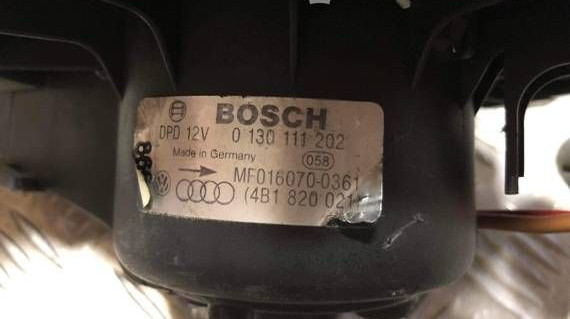 BOSCH
DPD 12V 0 130 111 202
Made in Germany 058
MF016070-0361
(4B1 820 021)